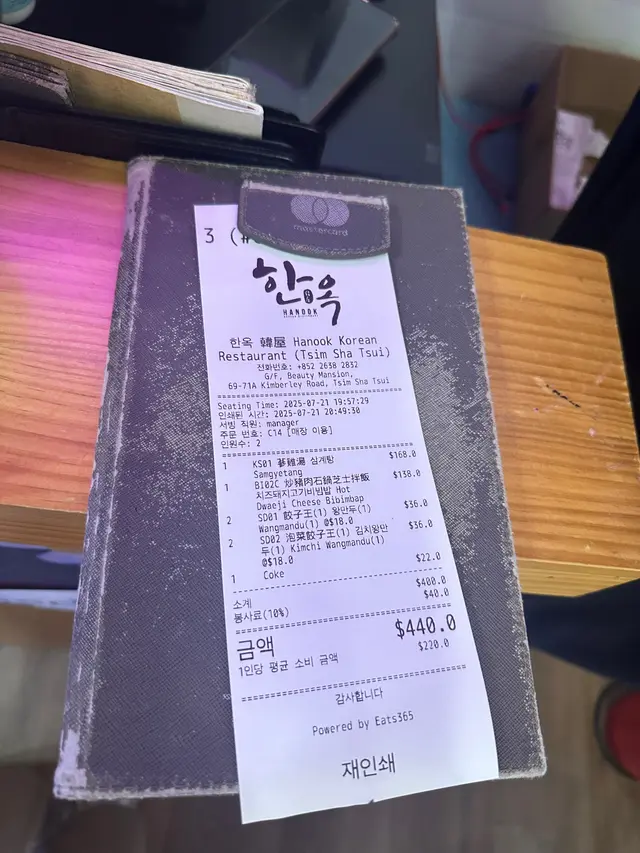 mastercard
3 (#
한옥
HANOOK
한옥 韓屋 Hanook Korean
Restaurant (Tsim Sha Tsui)
전화번호: +852 2638 2832
G/F, Beauty Mansion,
69-71A Kimberley Road, Tsim Sha Tsui
Seating Time: 2025-07-21 19:57:29
인쇄된 시간: 2025-07-21 20:49:30
서빙 직원: manager
주문 번호: C14 [매장 이용]
인원수: 2
1 KS01 蔘雞湯 삼계탕 $168.0
Samgyetang
1 BI02C 炒豬肉石鍋芝士拌飯 $138.0
치즈돼지고기비빔밥 Hot
Dwaeji Cheese Bibimbap
2 SD01 餃子王(1) 왕만두(1) $36.0
Wangmandu(1) @$18.0
2 SD02 泡菜餃子王(1) 김치왕만 $36.0
두(1) Kimchi Wangmandu(1)
@$18.0
1 Coke $22.0
소계 $400.0
봉사료(10%) $40.0
금액 $440.0
1인당 평균 소비 금액 $220.0
감사합니다
Powered by Eats365
재인쇄